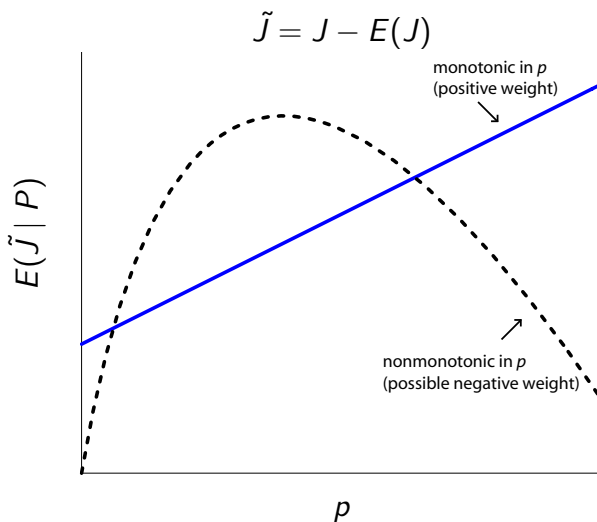 J̃ = J − E(J)
monotonic in p
(positive weight)
E(J̃ | P)
nonmonotonic in p
(possible negative weight)
p